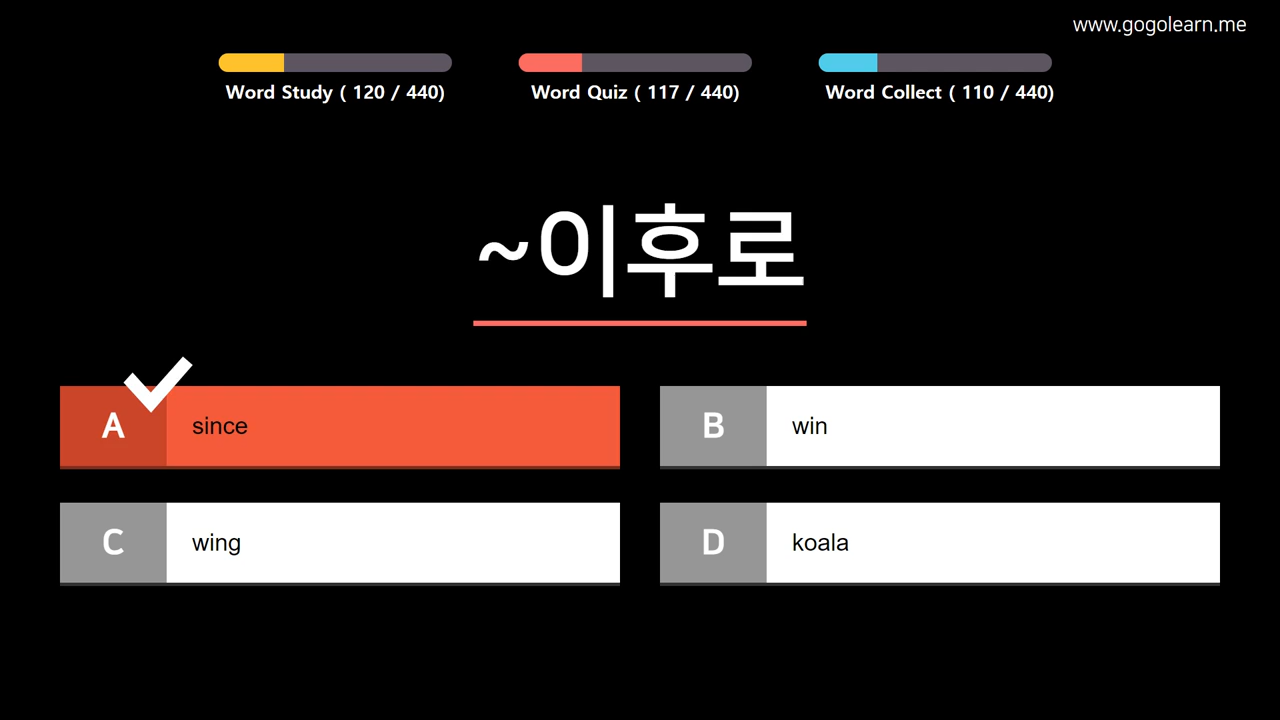 www.gogolearn.me
Word Study ( 120 / 440)
Word Quiz ( 117 / 440)
Word Collect ( 110 / 440)
~이후로
A since
B win
C wing
D koala